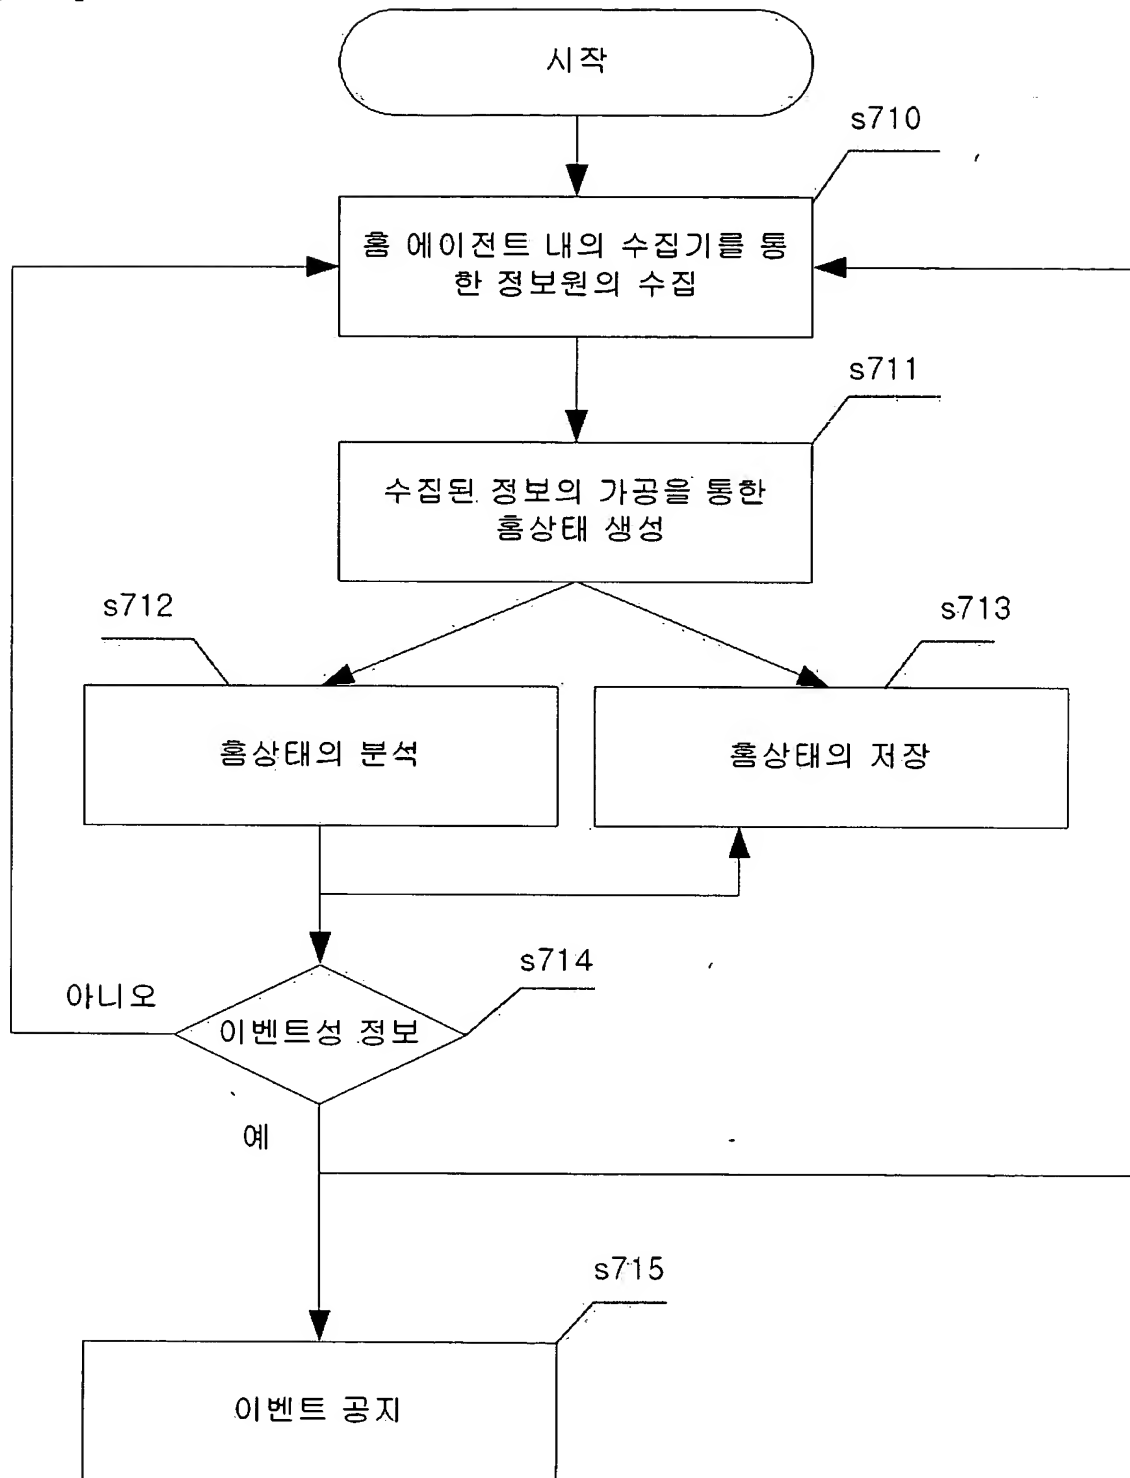 시작
s710
홈 에이전트 내의 수집기를 통
한 정보원의 수집
s711
수집된 정보의 가공을 통한
홈상태 생성
s712
s713
홈상태의 분석
홈상태의 저장
s714
아니오
이벤트성 정보
예
s715
이벤트 공지